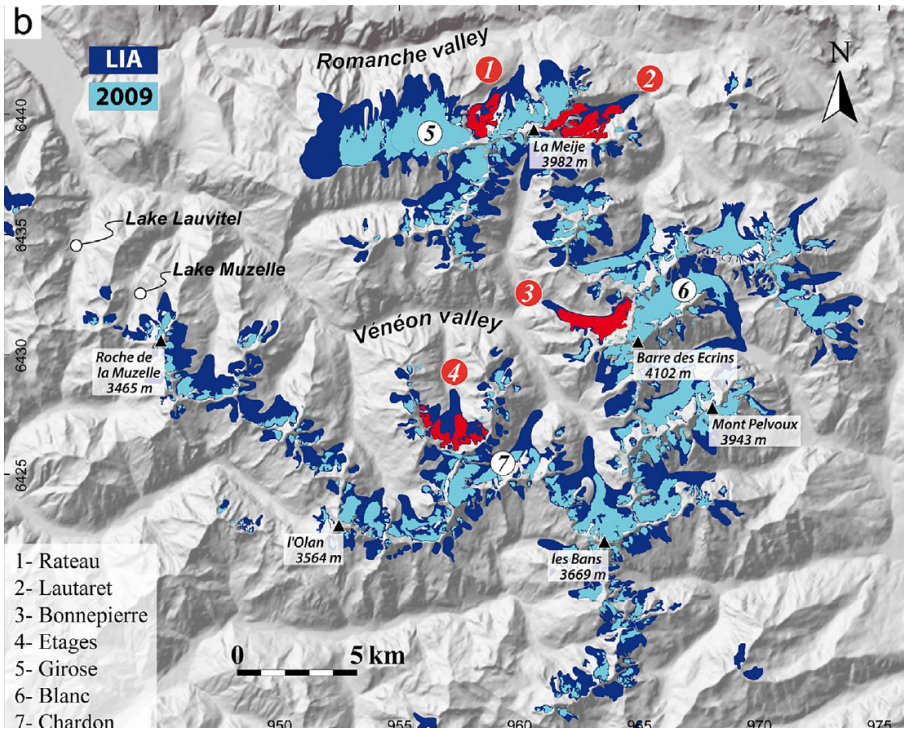 b
LIA
2009
Romanche valley
N
1
2
5
La Meije
3982 m
6440
6435
6430
6425
Lake Lauvitel
Lake Muzelle
3
6
Vénéon valley
Roche de
la Muzelle
3465 m
4
Barre des Ecrins
4102 m
Mont Pelvoux
3943 m
7
l'Olan
3564 m
les Bans
3669 m
1- Rateau
2- Lautaret
3- Bonnepierre
4- Etages
5- Girose
6- Blanc
7- Chardon
0 5 km
950 955 960 965 970 975